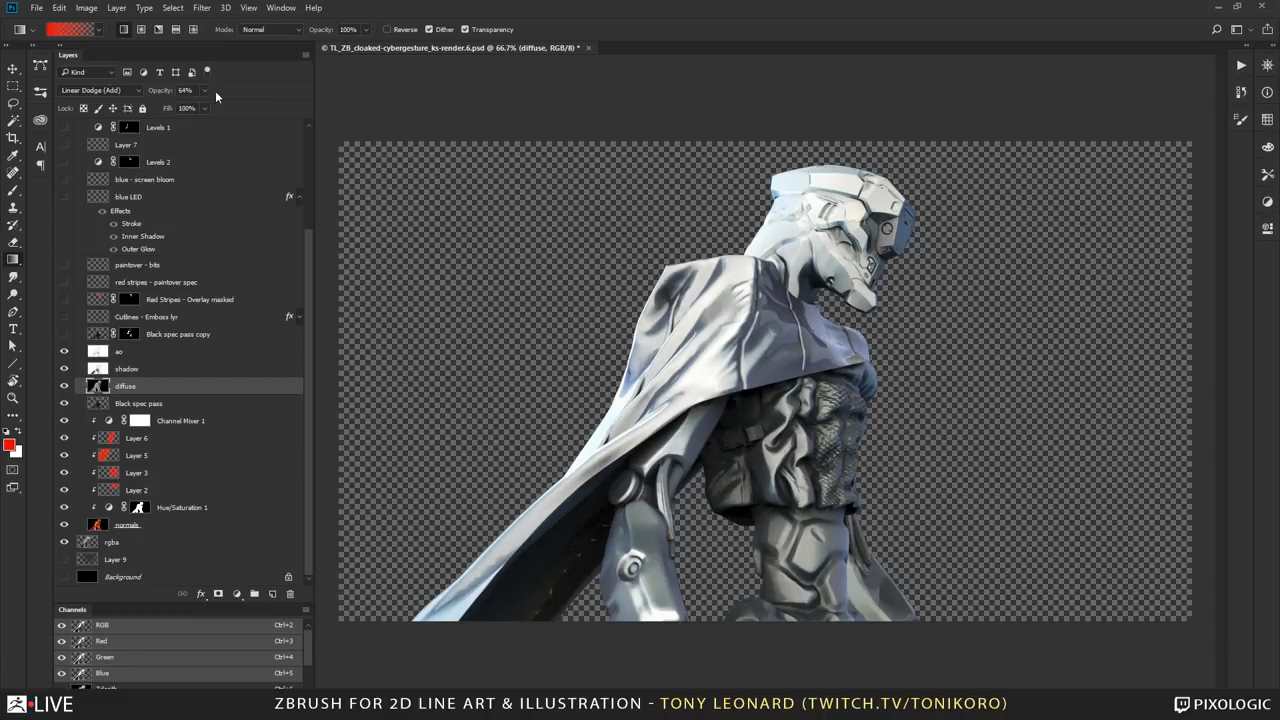 Ps File Edit Image Layer Type Select Filter 3D View Window Help
Mode: Normal Opacity: 100% Reverse Dither Transparency
Layers
© TL_ZB_cloaked-cybergesture_ks-render.6.psd @ 66.7% (diffuse, RGB/8) * ×
Kind
Linear Dodge (Add) Opacity: 64%
Lock: Fill: 100%
Levels 1
Layer 7
Levels 2
blue - screen bloom
blue LED fx
Effects
Stroke
Inner Shadow
Outer Glow
paintover - bits
red stripes - paintover spec
Red Stripes - Overlay masked
Cutlines - Emboss lyr fx
Black spec pass copy
ao
shadow
diffuse
Black spec pass
Channel Mixer 1
Layer 6
Layer 5
Layer 3
Layer 2
Hue/Saturation 1
normals
rgba
Layer 9
Background
fx
Channels
RGB Ctrl+2
Red Ctrl+3
Green Ctrl+4
Blue Ctrl+5
LIVE ZBRUSH FOR 2D LINE ART & ILLUSTRATION - TONY LEONARD (TWITCH.TV/TONIKORO) PIXOLOGIC